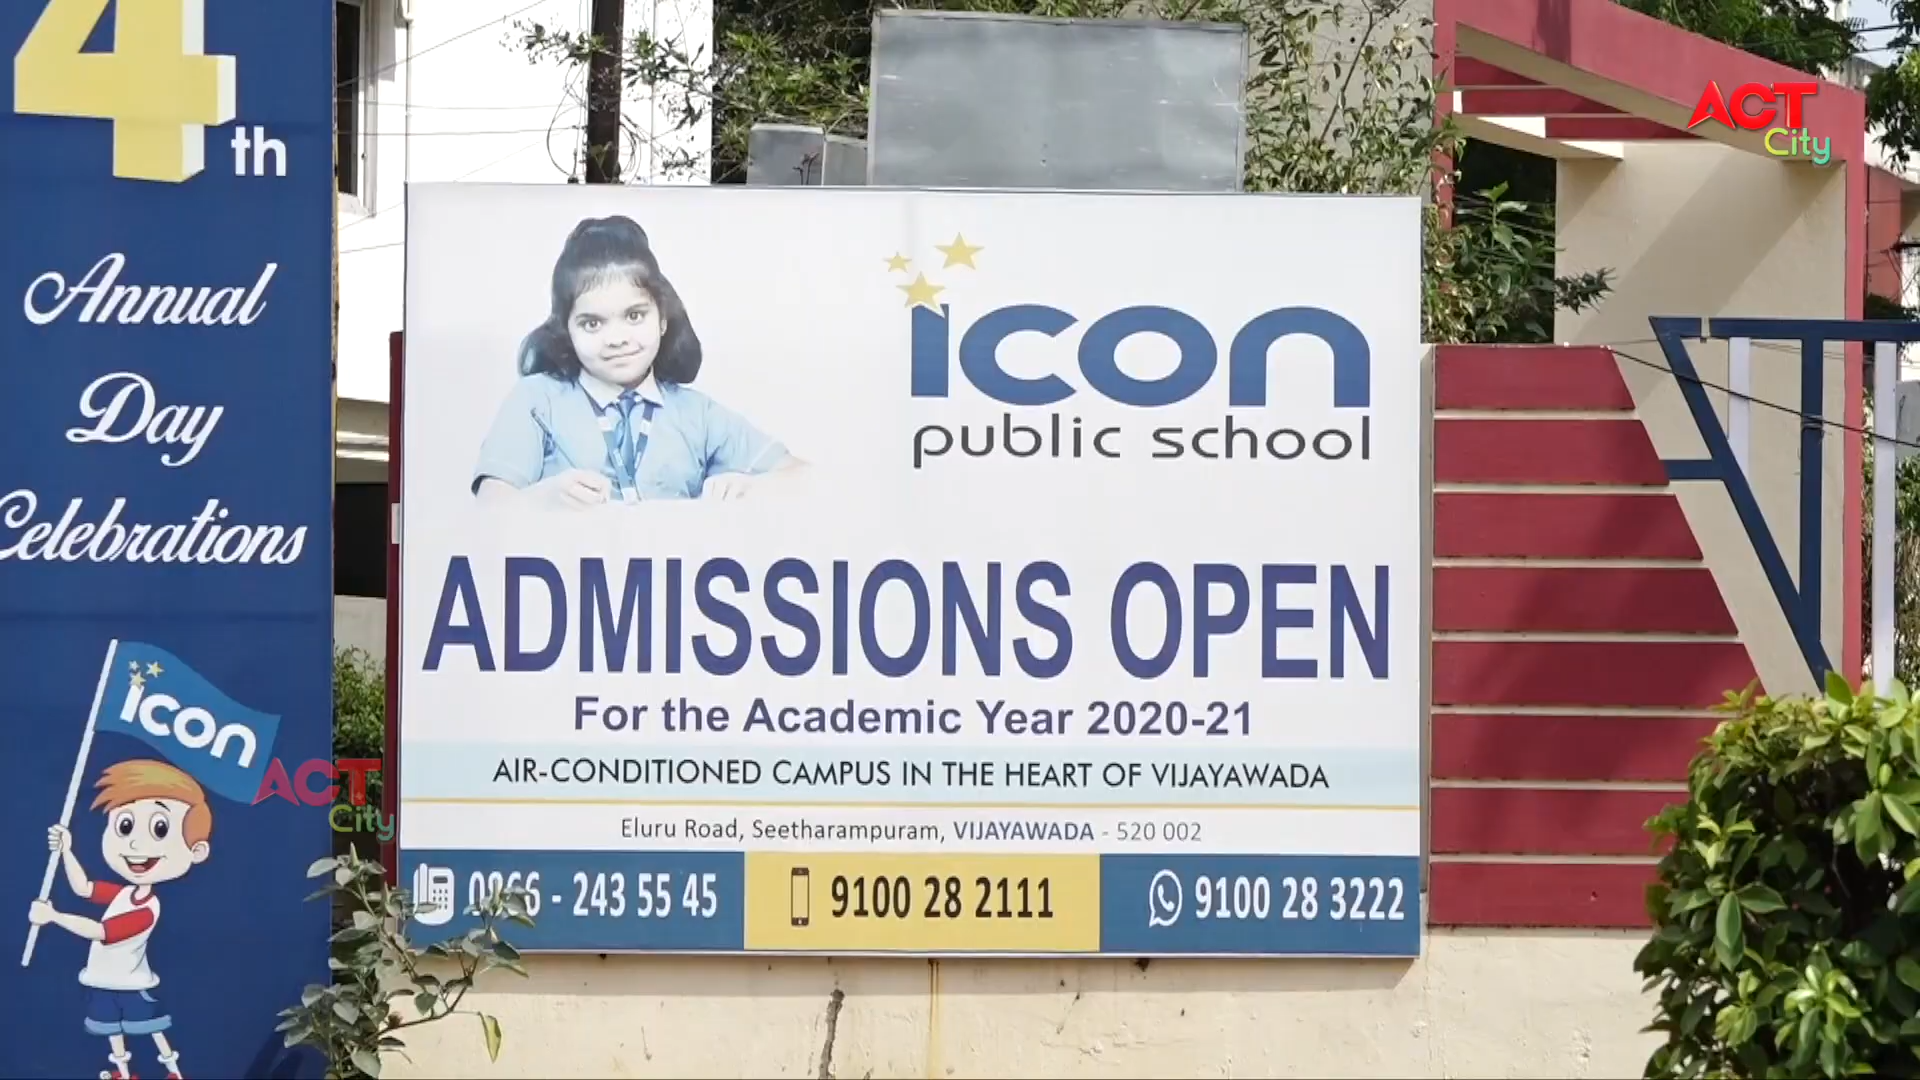 4th
Annual
Day
Celebrations
icon
ACT
City
icon
public school
ADMISSIONS OPEN
For the Academic Year 2020-21
AIR-CONDITIONED CAMPUS IN THE HEART OF VIJAYAWADA
Eluru Road, Seetharampuram, VIJAYAWADA - 520 002
0866 - 243 55 45
9100 28 2111
9100 28 3222
ACT
City